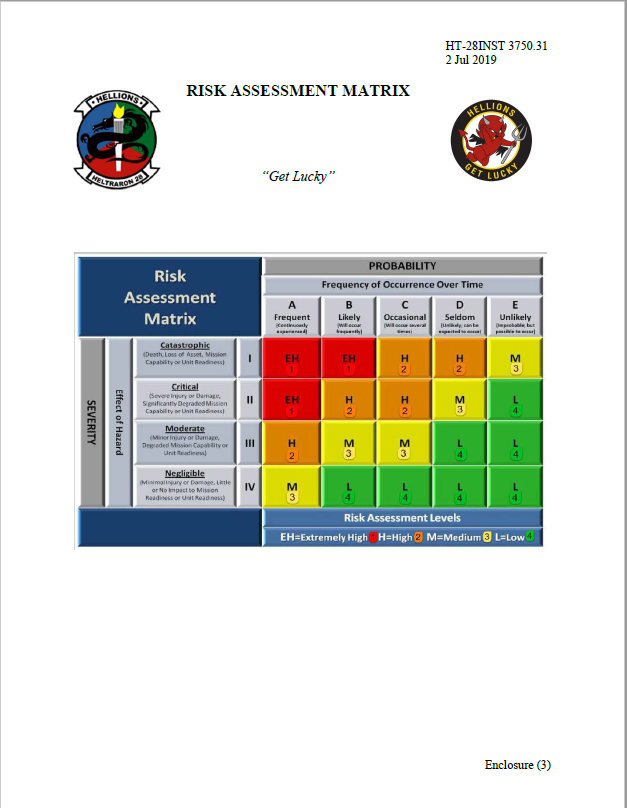 HT-28INST 3750.31
2 Jul 2019
RISK ASSESSMENT MATRIX
HELLIONS
HELTRARON 28
HELLIONS
GET LUCKY
“Get Lucky”
Risk
Assessment
Matrix
PROBABILITY
Frequency of Occurrence Over Time
A
Frequent
(Continuously
experienced)
B
Likely
(Will occur
frequently)
C
Occasional
(Will occur several
times)
D
Seldom
(Unlikely; can be
expected to occur)
E
Unlikely
(Improbable; but
possible to occur)
SEVERITY
Effect of Hazard
Catastrophic
(Death, Loss of Asset, Mission
Capability or Unit Readiness)
I
EH 1
EH 1
H 2
H 2
M 3
Critical
(Severe Injury or Damage,
Significantly Degraded Mission
Capability or Unit Readiness)
II
EH 1
H 2
H 2
M 3
L 4
Moderate
(Minor Injury or Damage,
Degraded Mission Capability or
Unit Readiness)
III
H 2
M 3
M 3
L 4
L 4
Negligible
(Minimal Injury or Damage, Little
or No Impact to Mission
Readiness or Unit Readiness)
IV
M 3
L 4
L 4
L 4
L 4
Risk Assessment Levels
EH=Extremely High 1 H=High 2 M=Medium 3 L=Low 4
Enclosure (3)